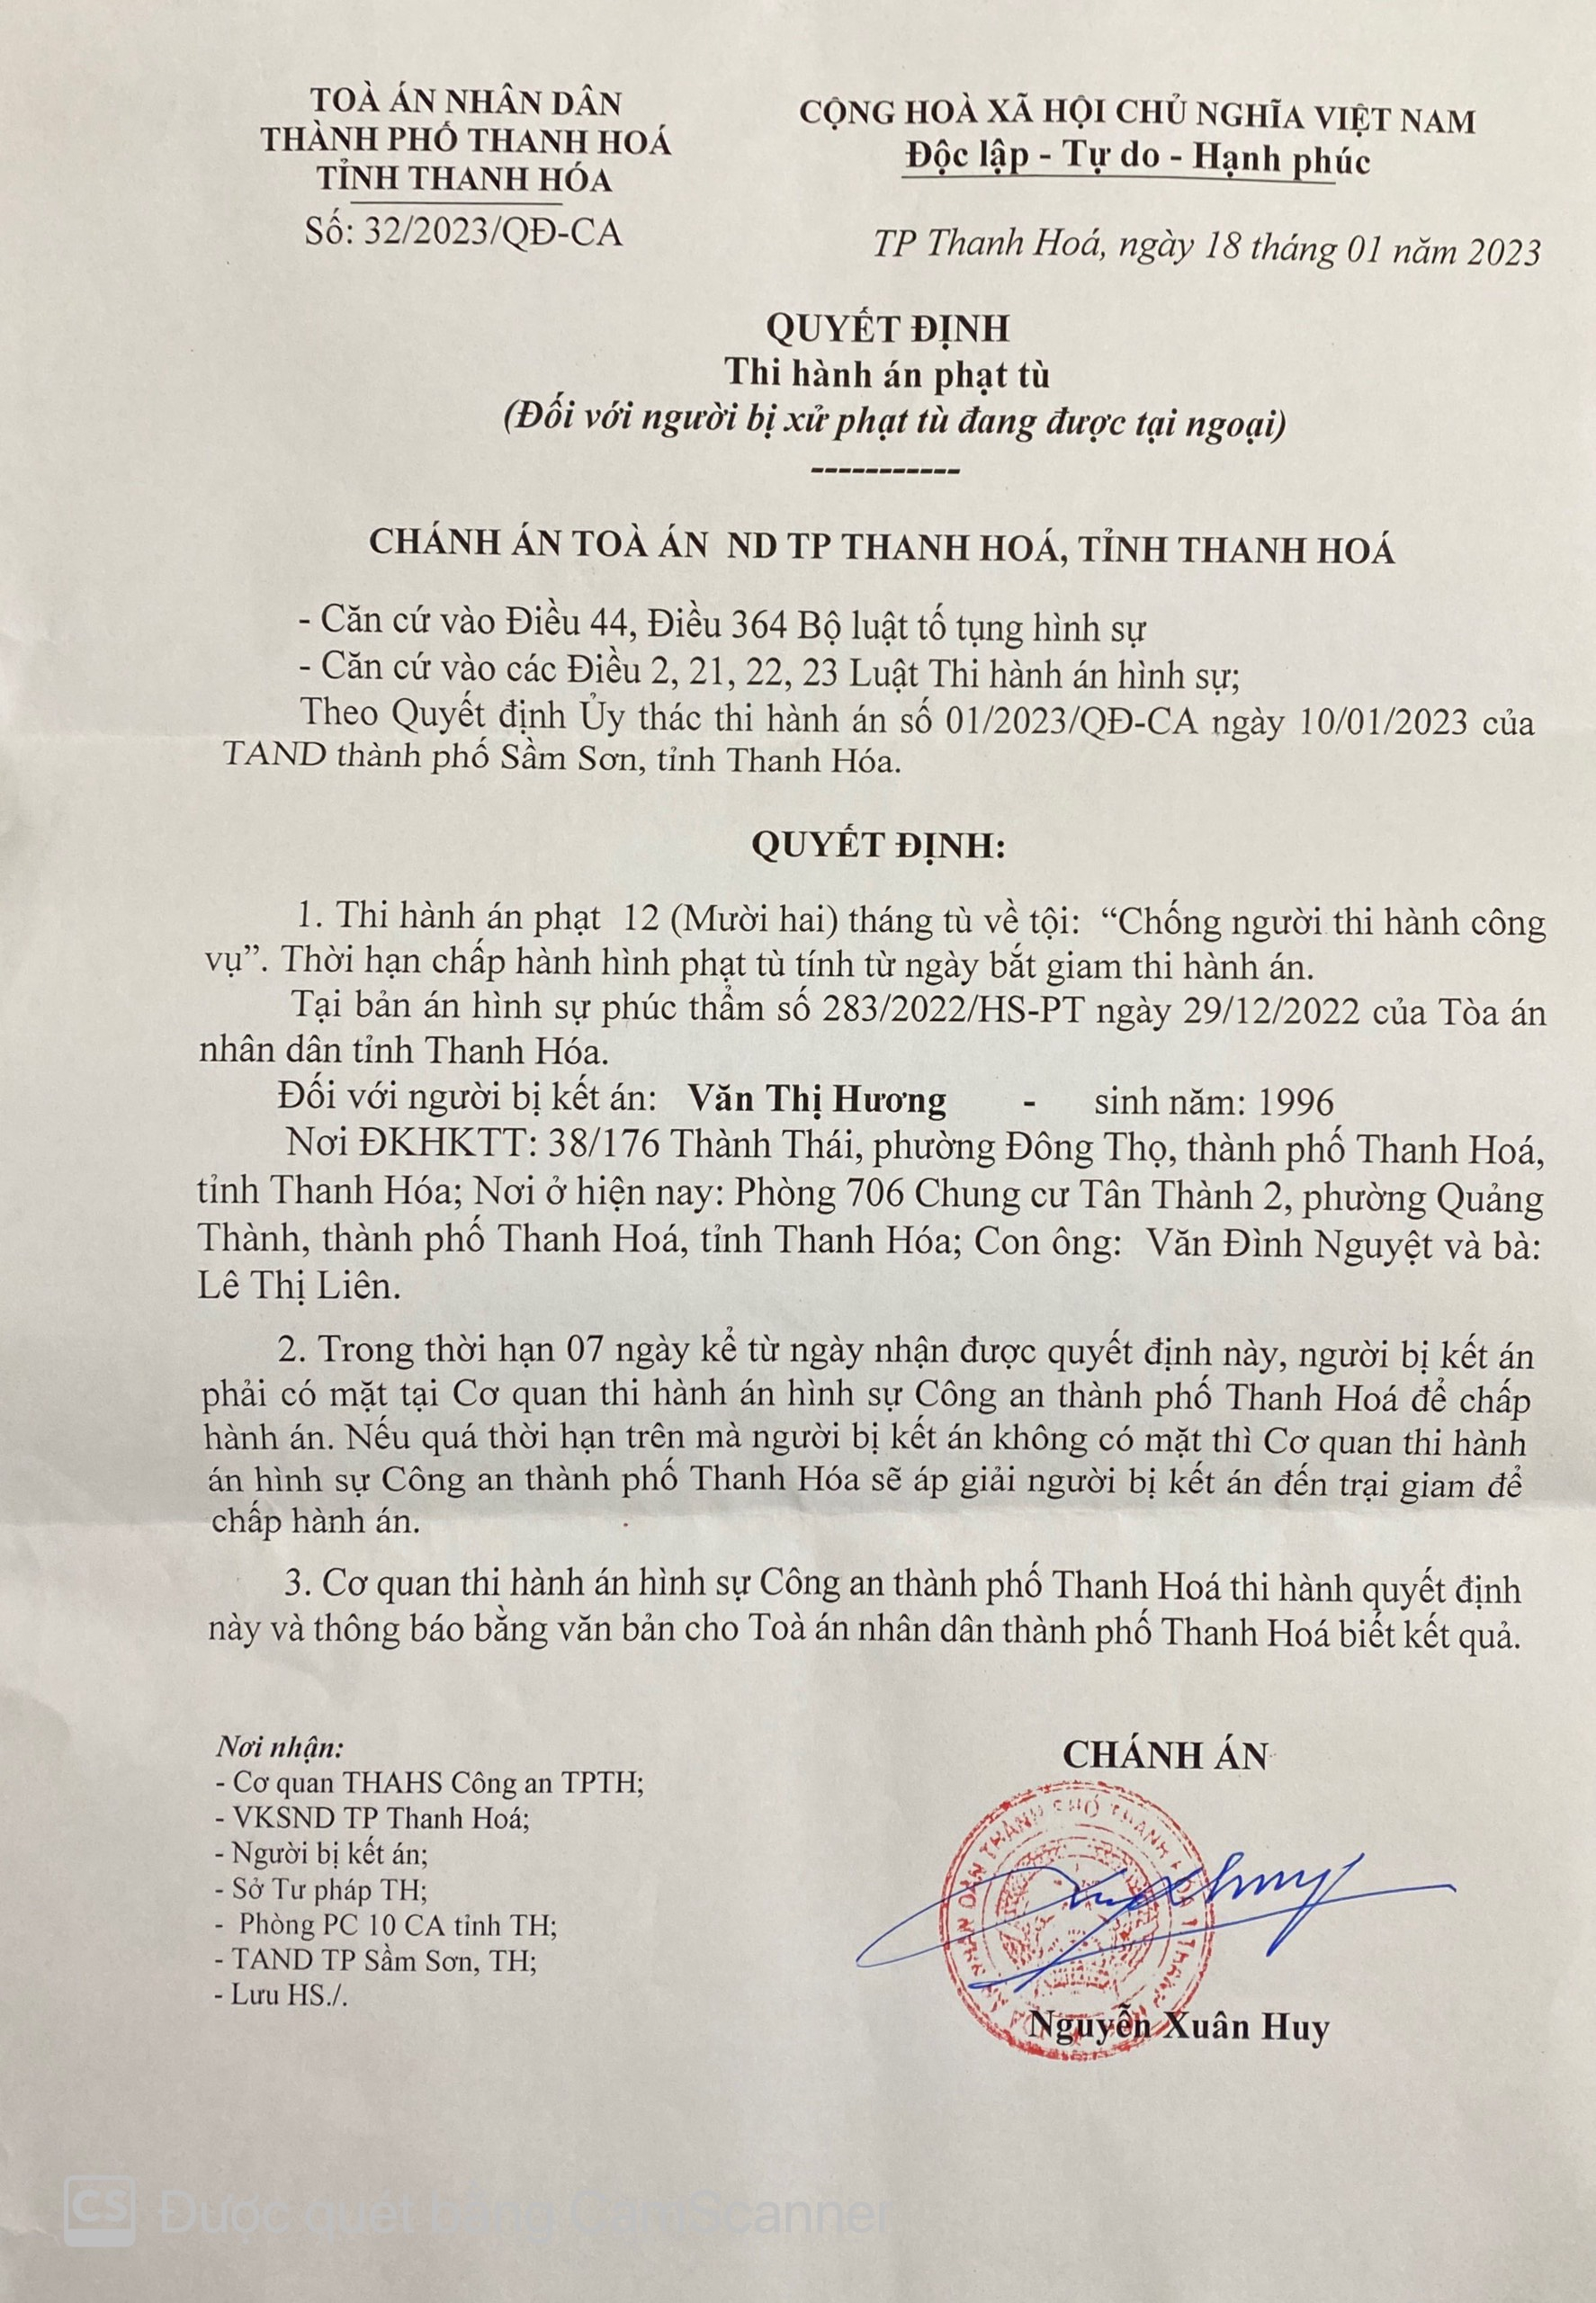 TOÀ ÁN NHÂN DÂN
THÀNH PHỐ THANH HOÁ
TỈNH THANH HÓA
Số: 32/2023/QĐ-CA
CỘNG HOÀ XÃ HỘI CHỦ NGHĨA VIỆT NAM
Độc lập - Tự do - Hạnh phúc
TP Thanh Hoá, ngày 18 tháng 01 năm 2023
QUYẾT ĐỊNH
Thi hành án phạt tù
(Đối với người bị xử phạt tù đang được tại ngoại)
-----------
CHÁNH ÁN TOÀ ÁN ND TP THANH HOÁ, TỈNH THANH HOÁ
- Căn cứ vào Điều 44, Điều 364 Bộ luật tố tụng hình sự
- Căn cứ vào các Điều 2, 21, 22, 23 Luật Thi hành án hình sự;
Theo Quyết định Ủy thác thi hành án số 01/2023/QĐ-CA ngày 10/01/2023 của
TAND thành phố Sầm Sơn, tỉnh Thanh Hóa.
QUYẾT ĐỊNH:
1. Thi hành án phạt 12 (Mười hai) tháng tù về tội: “Chống người thi hành công
vụ”. Thời hạn chấp hành hình phạt tù tính từ ngày bắt giam thi hành án.
Tại bản án hình sự phúc thẩm số 283/2022/HS-PT ngày 29/12/2022 của Tòa án
nhân dân tỉnh Thanh Hóa.
Đối với người bị kết án: Văn Thị Hương - sinh năm: 1996
Nơi ĐKHKTT: 38/176 Thành Thái, phường Đông Thọ, thành phố Thanh Hoá,
tỉnh Thanh Hóa; Nơi ở hiện nay: Phòng 706 Chung cư Tân Thành 2, phường Quảng
Thành, thành phố Thanh Hoá, tỉnh Thanh Hóa; Con ông: Văn Đình Nguyệt và bà:
Lê Thị Liên.
2. Trong thời hạn 07 ngày kể từ ngày nhận được quyết định này, người bị kết án
phải có mặt tại Cơ quan thi hành án hình sự Công an thành phố Thanh Hoá để chấp
hành án. Nếu quá thời hạn trên mà người bị kết án không có mặt thì Cơ quan thi hành
án hình sự Công an thành phố Thanh Hóa sẽ áp giải người bị kết án đến trại giam để
chấp hành án.
3. Cơ quan thi hành án hình sự Công an thành phố Thanh Hoá thi hành quyết định
này và thông báo bằng văn bản cho Toà án nhân dân thành phố Thanh Hoá biết kết quả.
Nơi nhận:
- Cơ quan THAHS Công an TPTH;
- VKSND TP Thanh Hoá;
- Người bị kết án;
- Sở Tư pháp TH;
- Phòng PC 10 CA tỉnh TH;
- TAND TP Sầm Sơn, TH;
- Lưu HS./.
CHÁNH ÁN
Nguyễn Xuân Huy
CS Được quét bằng CamScanner